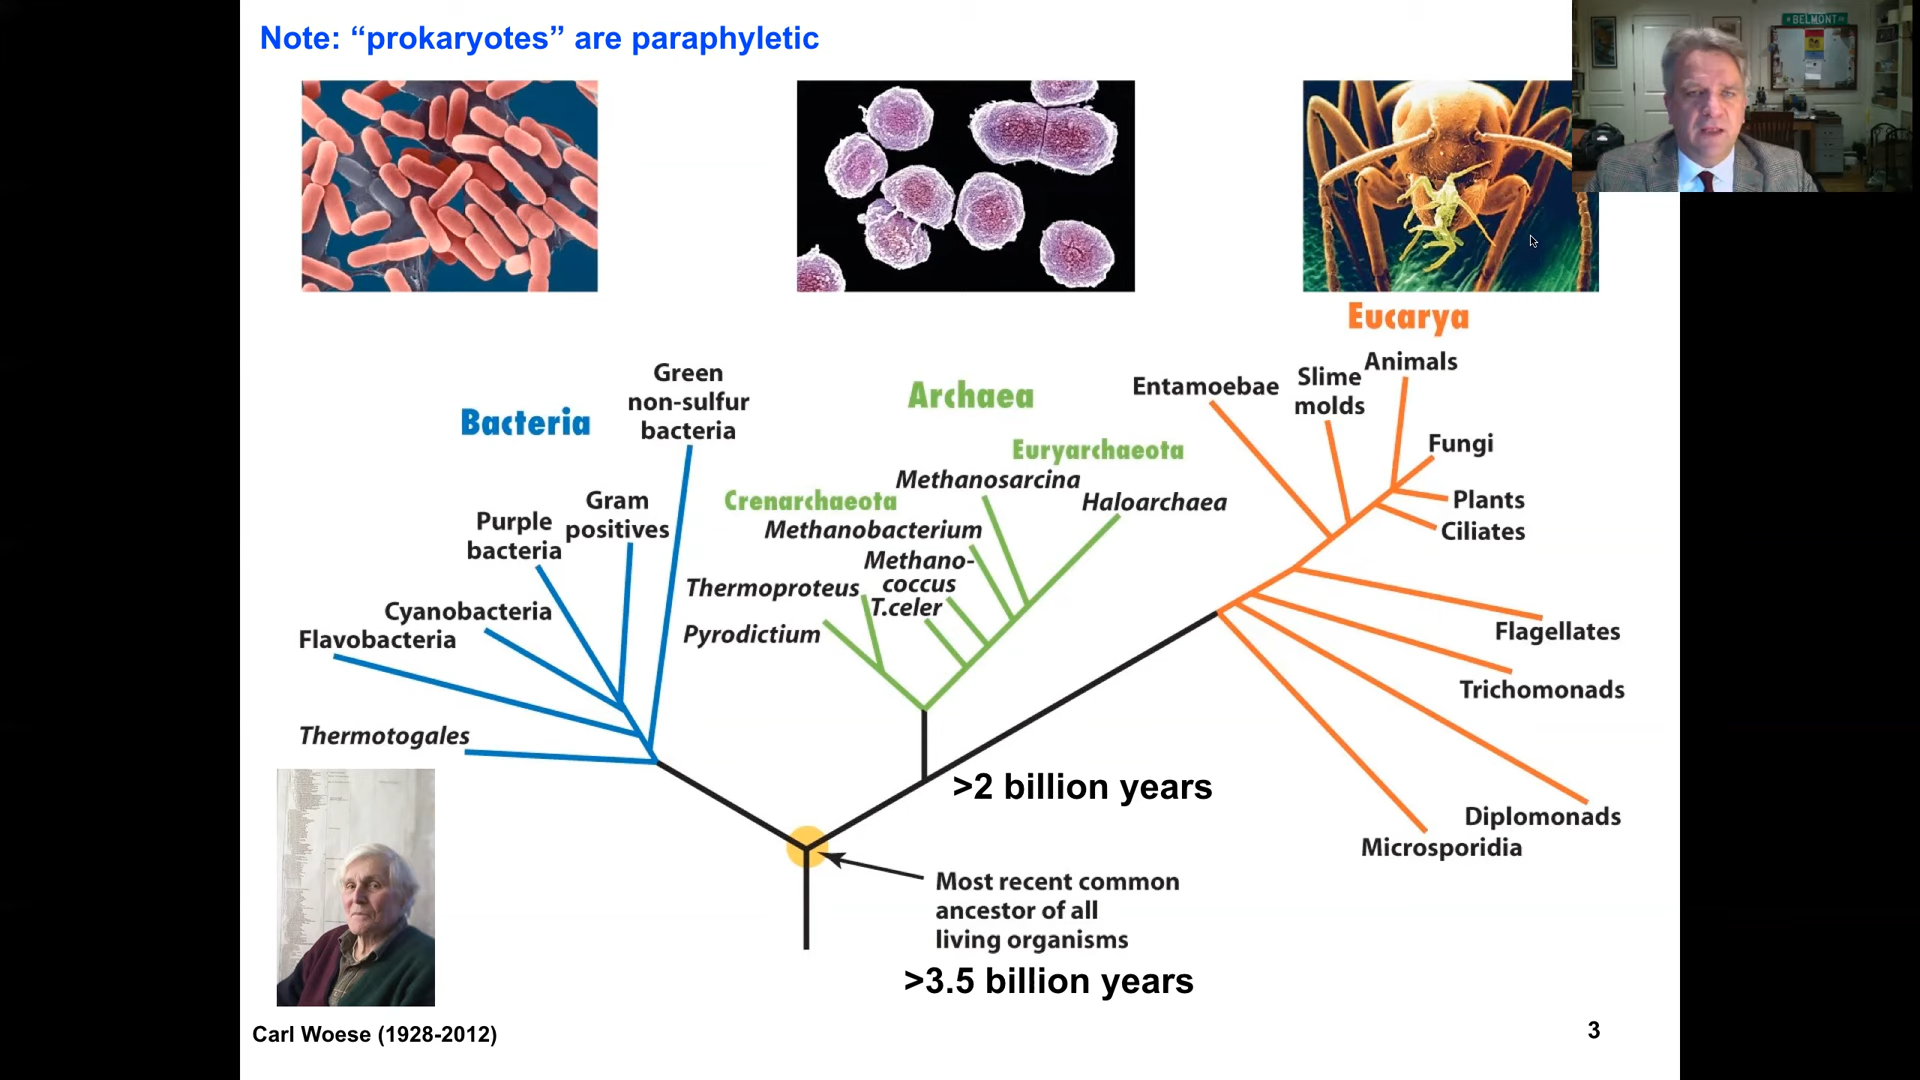 Note: “prokaryotes” are paraphyletic
BELMONT
Eucarya
Animals
Slime
molds
Entamoebae
Green
non-sulfur
bacteria
Archaea
Bacteria
Fungi
Euryarchaeota
Methanosarcina
Haloarchaea
Crenarchaeota
Gram
positives
Plants
Purple
bacteria
Methanobacterium
Ciliates
Methano-
coccus
Thermoproteus
T.celer
Cyanobacteria
Flavobacteria
Pyrodictium
Flagellates
Trichomonads
Thermotogales
>2 billion years
Diplomonads
Microsporidia
Most recent common
ancestor of all
living organisms
>3.5 billion years
Carl Woese (1928-2012)
3